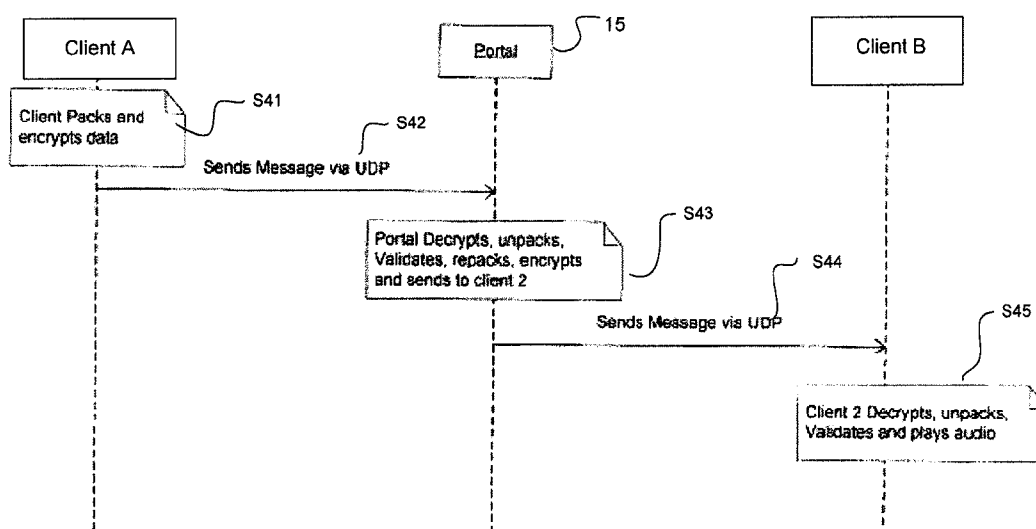 Client A
Portal
15
Client B
Client Packs and
encrypts data
S41
S42
Sends Message via UDP
Portal Decrypts, unpacks,
Validates, repacks, encrypts
and sends to client 2
S43
S44
Sends Message via UDP
S45
Client 2 Decrypts, unpacks,
Validates and plays audio